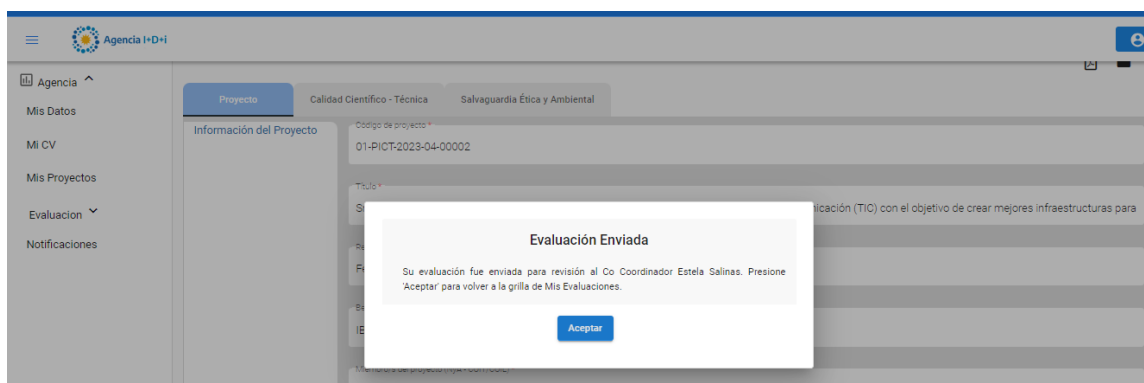 Agencia I+D+i
Agencia
Mis Datos
Mi CV
Mis Proyectos
Evaluacion
Notificaciones
Proyecto
Calidad Científico - Técnica
Salvaguardia Ética y Ambiental
Información del Proyecto
Código de proyecto *
01-PICT-2023-04-00002
Título *
nicación (TIC) con el objetivo de crear mejores infraestructuras para
Evaluación Enviada
Su evaluación fue enviada para revisión al Co Coordinador Estela Salinas. Presione
'Aceptar' para volver a la grilla de Mis Evaluaciones.
Aceptar